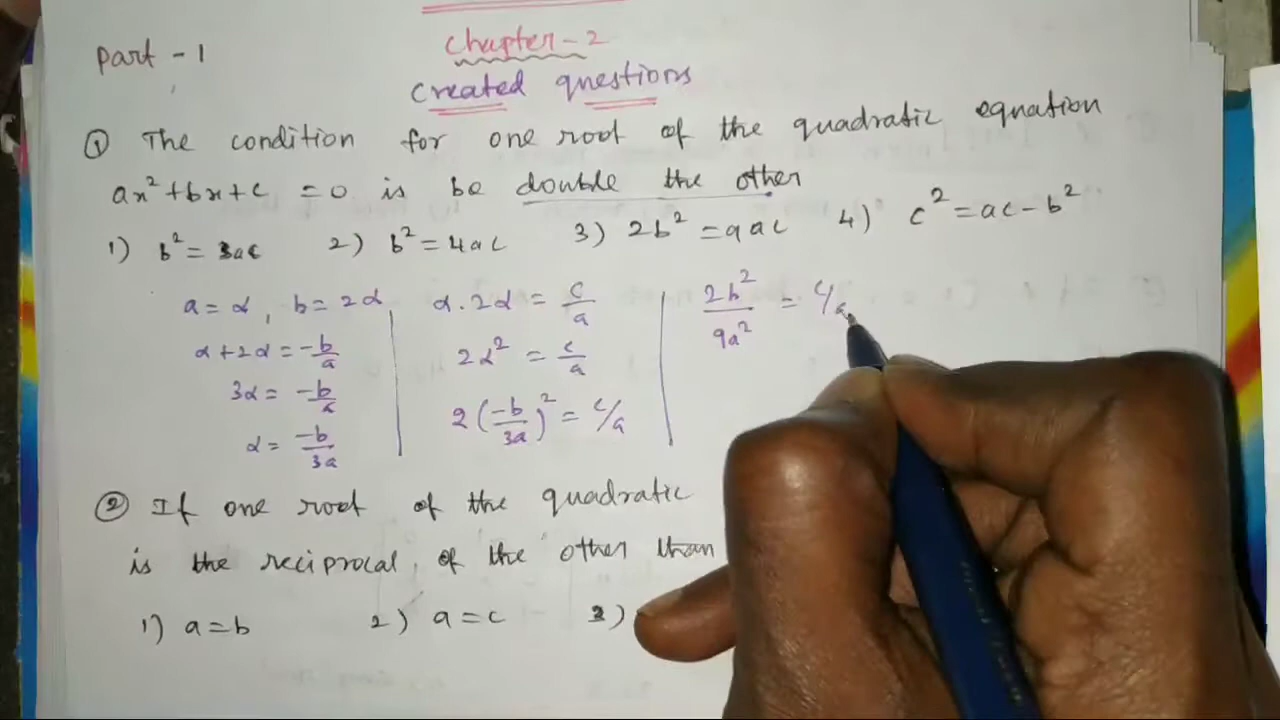 Part - 1
Chapter - 2
Created questions
① The condition for one root of the quadratic equation
ax²+bx+c = 0 is be double the other
1) b² = 3ac 2) b² = 4ac 3) 2b² = 9ac 4) c² = ac - b²
a = α, b = 2α
α + 2α = -b/a
3α = -b/a
α = -b/3a
α . 2α = c/a
2α² = c/a
2(-b/3a)² = c/a
2b²/9a² = c/a
② If one root of the quadratic
is the reciprocal of the other than
1) a = b 2) a = c 3)